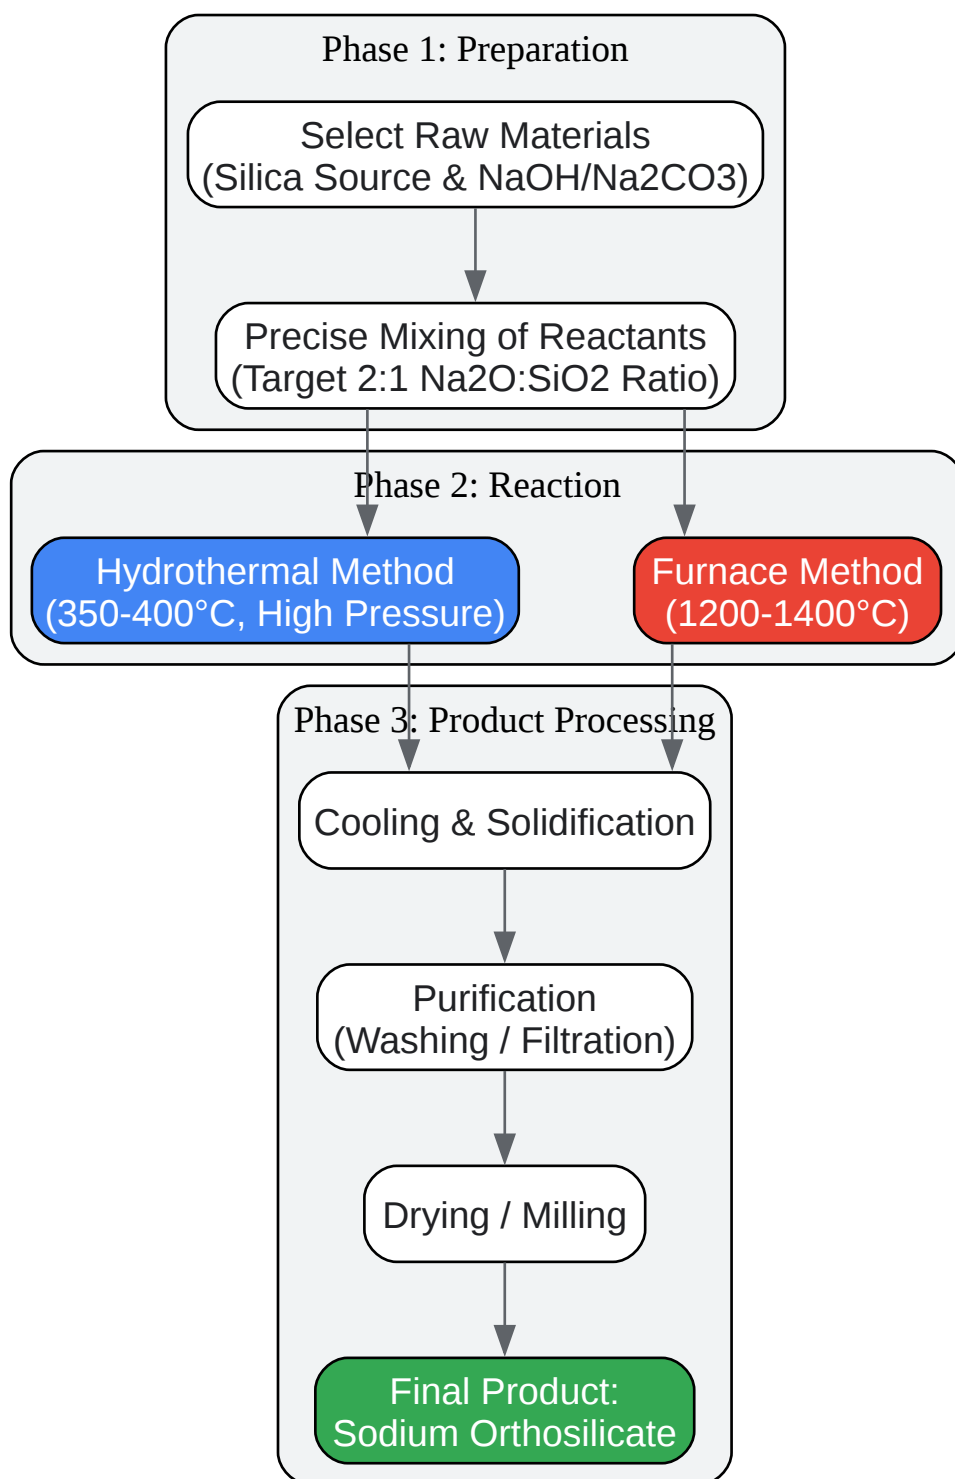 Phase 1: Preparation
Select Raw Materials
(Silica Source & NaOH/Na2CO3)
Precise Mixing of Reactants
(Target 2:1 Na2O:SiO2 Ratio)
Phase 2: Reaction
Hydrothermal Method
(350-400°C, High Pressure)
Furnace Method
(1200-1400°C)
Phase 3: Product Processing
Cooling & Solidification
Purification
(Washing / Filtration)
Drying / Milling
Final Product:
Sodium Orthosilicate